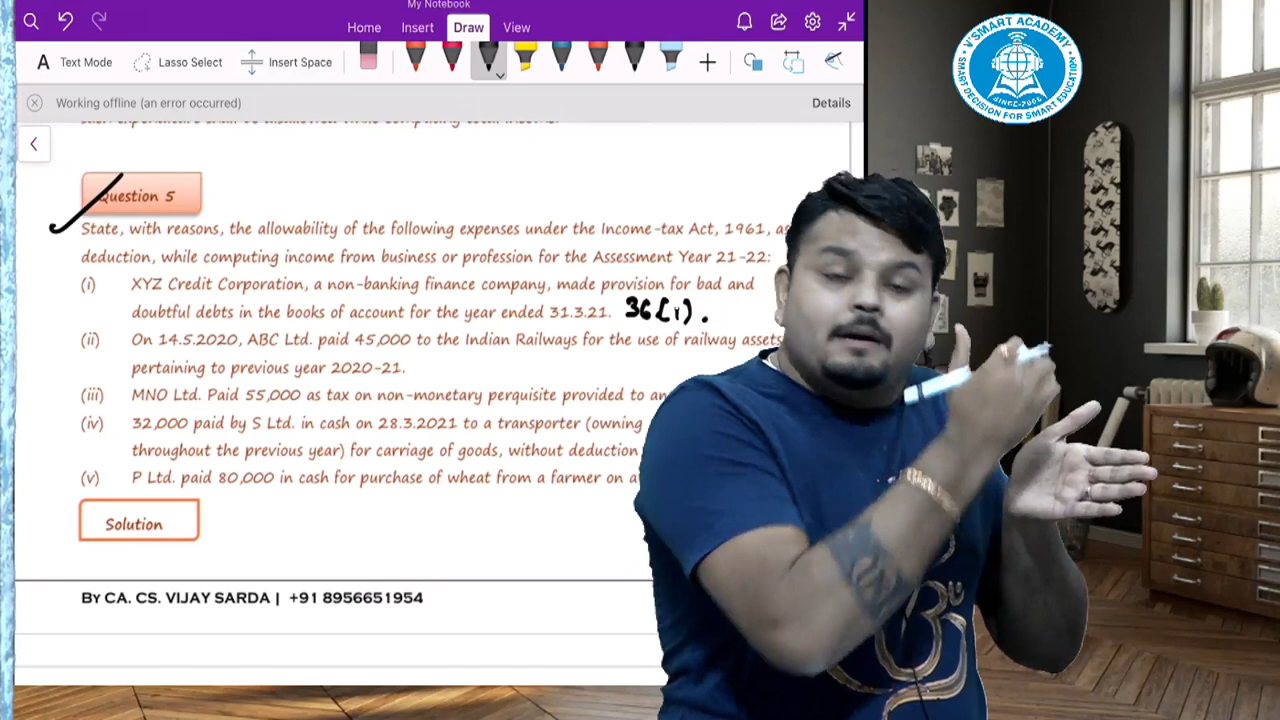 My Notebook
Home Insert Draw View
Text Mode Lasso Select Insert Space
Working offline (an error occurred) Details
Question 5
State, with reasons, the allowability of the following expenses under the Income-tax Act, 1961, as
deduction, while computing income from business or profession for the Assessment Year 21-22:
(i) XYZ Credit Corporation, a non-banking finance company, made provision for bad and
doubtful debts in the books of account for the year ended 31.3.21. 36(1).
(ii) On 14.5.2020, ABC Ltd. paid 45,000 to the Indian Railways for the use of railway assets
pertaining to previous year 2020-21.
(iii) MNO Ltd. Paid 55,000 as tax on non-monetary perquisite provided to
(iv) 32,000 paid by S Ltd. in cash on 28.3.2021 to a transporter (owning
throughout the previous year) for carriage of goods, without deduction
(v) P Ltd. paid 80,000 in cash for purchase of wheat from a farmer on
Solution
BY CA. CS. VIJAY SARDA | +91 8956651954
V'SMART ACADEMY
SMART DECISION FOR SMART EDUCATION